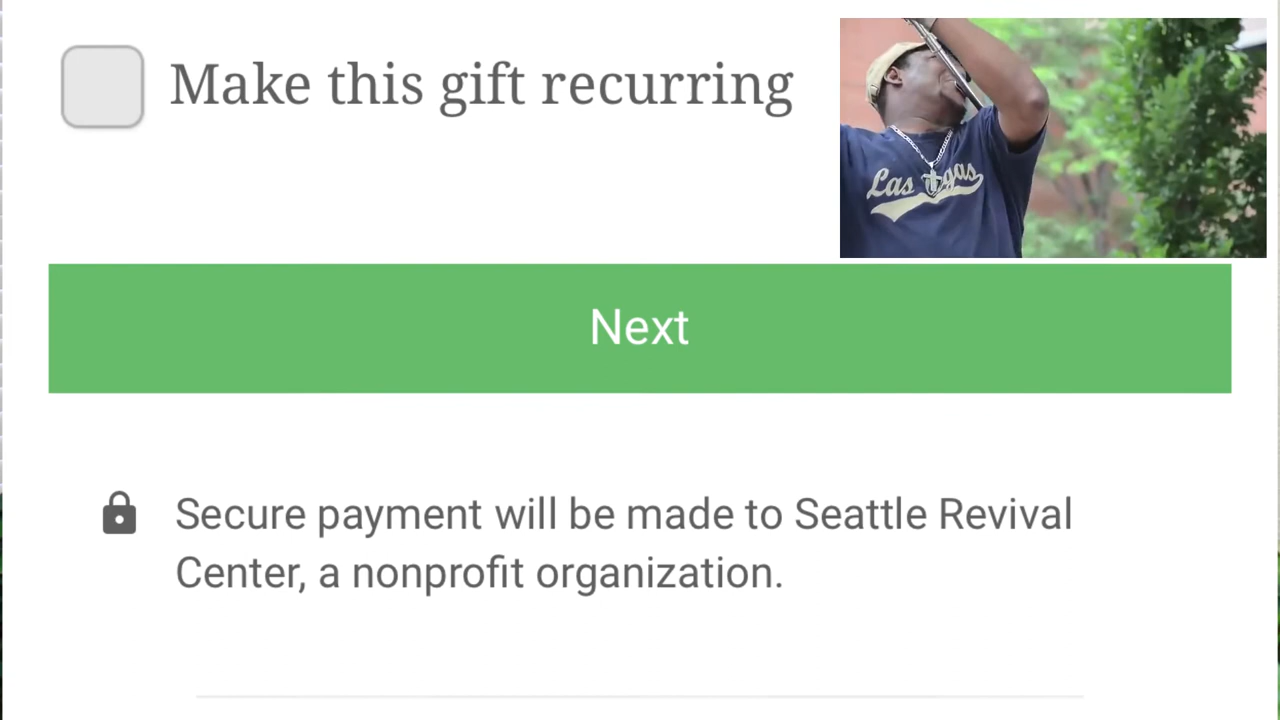 Make this gift recurring
Las Vegas
Next
Secure payment will be made to Seattle Revival
Center, a nonprofit organization.